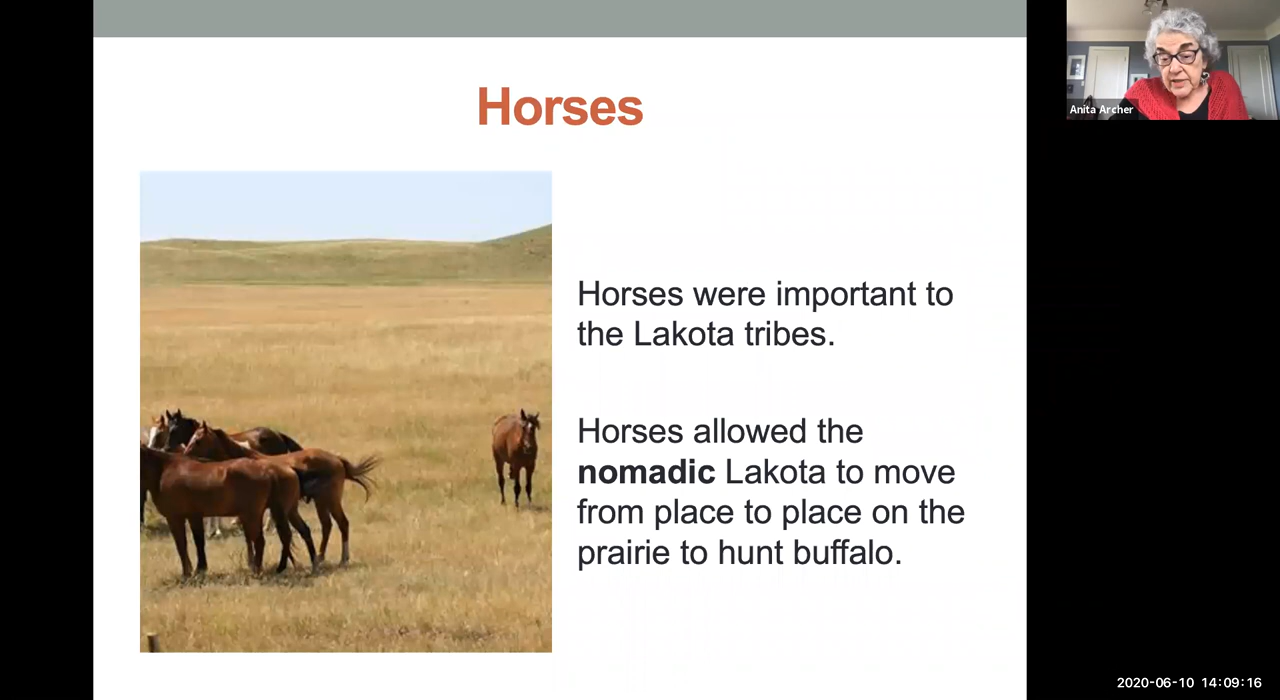 Horses
Anita Archer
Horses were important to
the Lakota tribes.
Horses allowed the
nomadic Lakota to move
from place to place on the
prairie to hunt buffalo.
2020-06-10 14:09:16